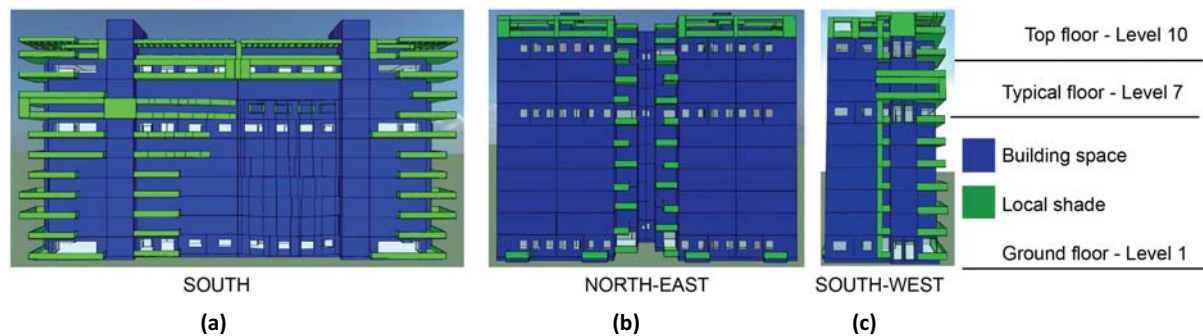 Top floor - Level 10
Typical floor - Level 7
Building space
Local shade
Ground floor - Level 1
SOUTH
NORTH-EAST
SOUTH-WEST
(a)
(b)
(c)